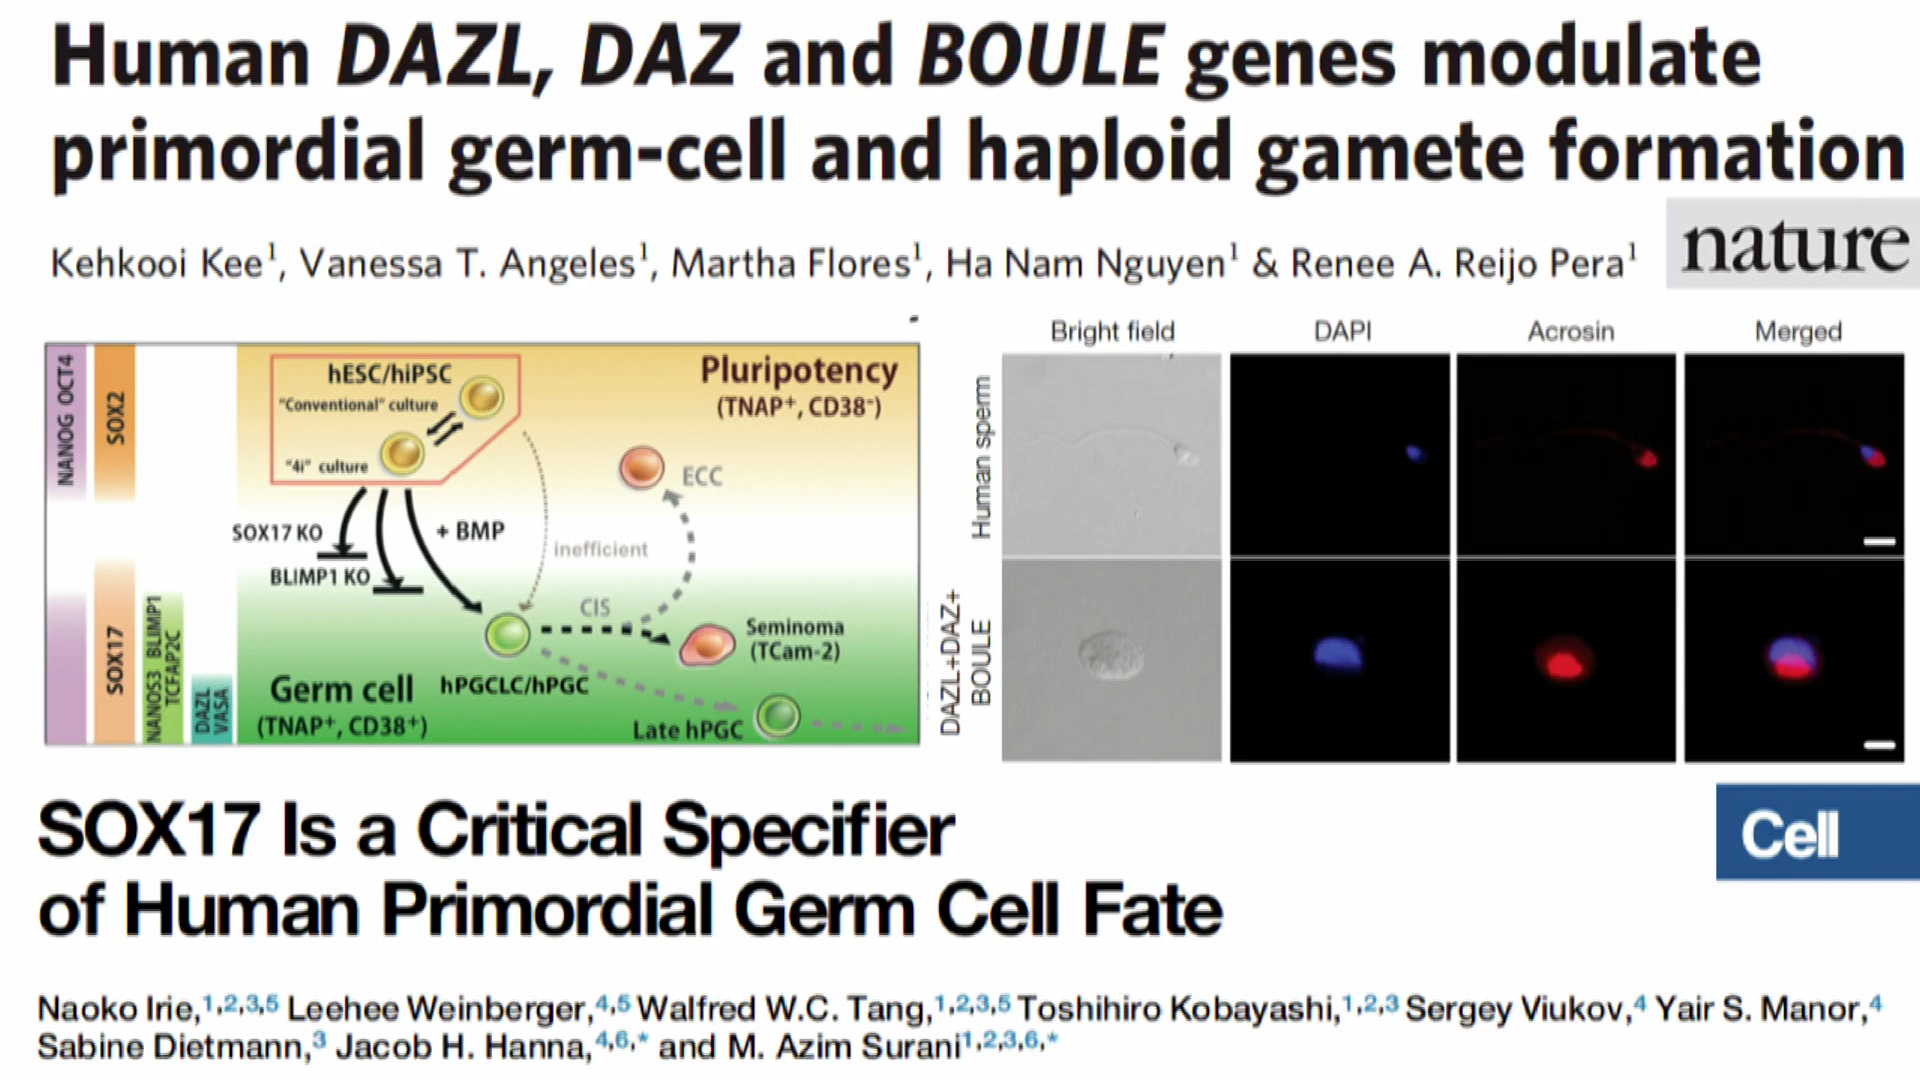 Human DAZL, DAZ and BOULE genes modulate
primordial germ-cell and haploid gamete formation
Kehkooi Kee¹, Vanessa T. Angeles¹, Martha Flores¹, Ha Nam Nguyen¹ & Renee A. Reijo Pera¹
nature
NANOG OCT4
SOX2
SOX17
NANOS3 BLIMP1
TCFAP2C
DAZL
VASA
hESC/hiPSC
"Conventional" culture
"4i" culture
Pluripotency
(TNAP⁺, CD38⁻)
ECC
SOX17 KO
+ BMP
inefficient
BLIMP1 KO
CIS
Seminoma
(TCam-2)
Germ cell
(TNAP⁺, CD38⁺)
hPGCLC/hPGC
Late hPGC
Bright field
DAPI
Acrosin
Merged
Human sperm
DAZL+DAZ+
BOULE
SOX17 Is a Critical Specifier
of Human Primordial Germ Cell Fate
Cell
Naoko Irie,1,2,3,5 Leehee Weinberger,4,5 Walfred W.C. Tang,1,2,3,5 Toshihiro Kobayashi,1,2,3 Sergey Viukov,4 Yair S. Manor,4
Sabine Dietmann,3 Jacob H. Hanna,4,6,* and M. Azim Surani1,2,3,6,*